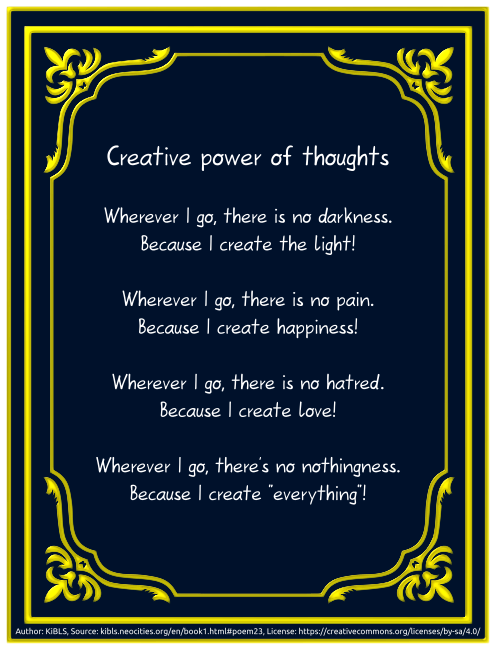 Creative power of thoughts
Wherever I go, there is no darkness.
Because I create the light!
Wherever I go, there is no pain.
Because I create happiness!
Wherever I go, there is no hatred.
Because I create love!
Wherever I go, there's no nothingness.
Because I create "everything"!
Author: KiBLS, Source: kibls.neocities.org/en/book1.html#poem23, License: https://creativecommons.org/licenses/by-sa/4.0/